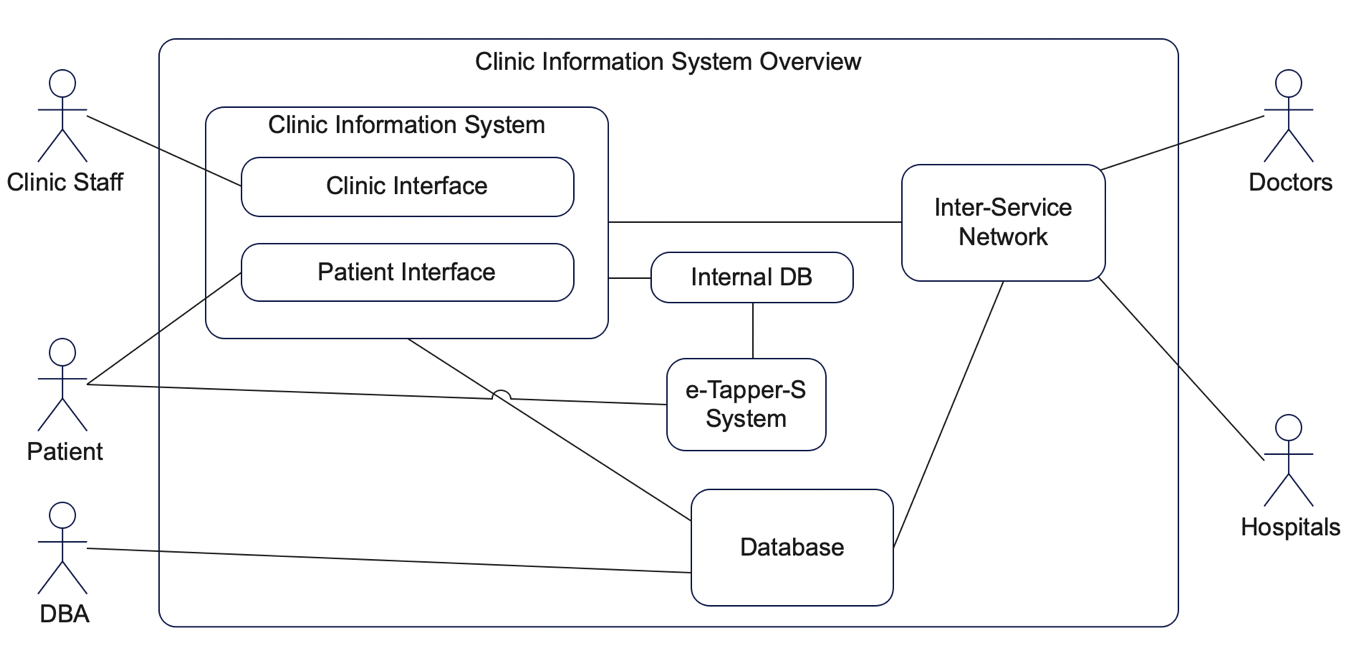 Clinic Information System Overview
Clinic Staff
Clinic Information System
Clinic Interface
Patient Interface
Inter-Service
Network
Doctors
Internal DB
e-Tapper-S
System
Patient
Hospitals
Database
DBA